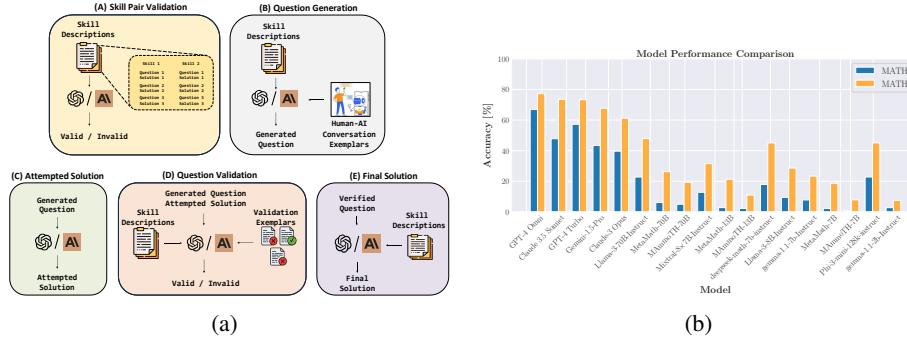 (A) Skill Pair Validation
Skill
Descriptions
Skill 1 Skill 2
Question 1 Question 1
Solution 1 Solution 1
Question 2 Question 2
Solution 2 Solution 2
Question 3 Question 3
Solution 3 Solution 3
/ A\
Valid / Invalid
(B) Question Generation
Skill
Descriptions
/ A\
Generated
Question
Human-AI
Conversation
Exemplars
(C) Attempted Solution
Generated
Question
/ A\
Attempted
Solution
(D) Question Validation
Generated Question
Attempted Solution
Skill
Descriptions
/ A\
Validation
Exemplars
Valid / Invalid
(E) Final Solution
Verified
Question
/ A\
Skill
Descriptions
Final
Solution
(a)
Model Performance Comparison
MATH
MATH
Accuracy [%]
100
80
60
40
20
0
GPT-4 Omni
Claude 3.5 Sonnet
GPT-4 Turbo
Gemini-1.5-Pro
Claude-3 Opus
Llama-3-70B-Instruct
MetaMath-70B
MAmmoTH-70B
Mixtral-8x-7B-Instruct
MetaMath-13B
MAmmoTH-13B
deepseek-math-7b-instruct
Llama-3-8B-Instruct
gemma-1.1-7b-Instruct
MetaMath-7B
MAmmoTH-7B
Phi-3-mini-128k-instruct
gemma-1.1-2b-Instruct
Model
(b)